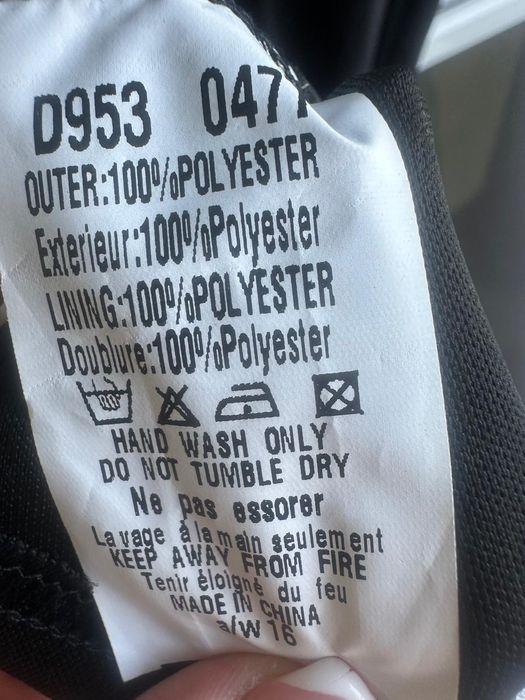 D953 047
OUTER:100%POLYESTER
Exterieur:100%Polyester
LINING:100%POLYESTER
Doublure:100%Polyester
HAND WASH ONLY
DO NOT TUMBLE DRY
Ne pas essorer
Lavage à la main seulement
KEEP AWAY FROM FIRE
Tenir éloigné du feu
MADE IN CHINA
a/w 16